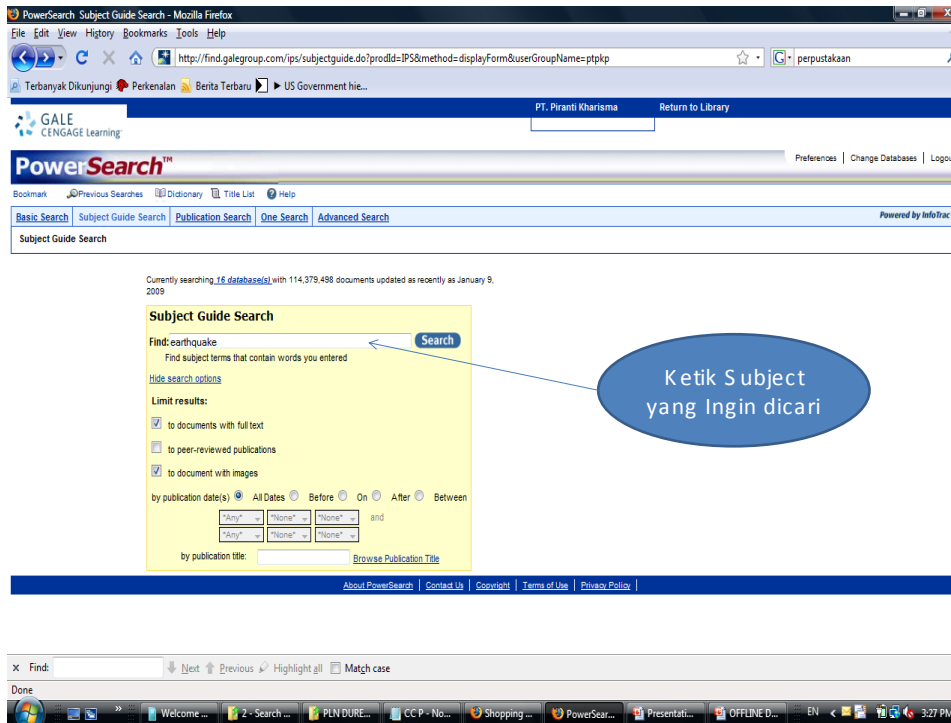 PowerSearch Subject Guide Search - Mozilla Firefox
File Edit View History Bookmarks Tools Help
http://find.galegroup.com/ips/subjectguide.do?prodId=IPS&method=displayForm&userGroupName=ptpkp
perpustakaan
Terbanyak Dikunjungi Perkenalan Berita Terbaru ► US Government hie...
PT. Piranti Kharisma Return to Library
GALE
CENGAGE Learning
PowerSearch™
Preferences | Change Databases | Logou
Bookmark Previous Searches Dictionary Title List Help
Basic Search | Subject Guide Search | Publication Search | One Search | Advanced Search
Powered by InfoTrac
Subject Guide Search
Currently searching 16 database(s) with 114,379,498 documents updated as recently as January 9,
2009
Subject Guide Search
Find: earthquake Search
Find subject terms that contain words you entered
Hide search options
Limit results:
to documents with full text
to peer-reviewed publications
to document with images
by publication date(s) All Dates Before On After Between
*Any* *None* *None* and
*Any* *None* *None*
by publication title: Browse Publication Title
Ketik Subject
yang Ingin dicari
About PowerSearch | Contact Us | Copyright | Terms of Use | Privacy Policy |
x Find: Next Previous Highlight all Match case
Done
Welcome ... 2 - Search ... PLN DURE... CC P - No... Shopping ... PowerSear... Presentati... OFFLINE D... EN 3:27 PM